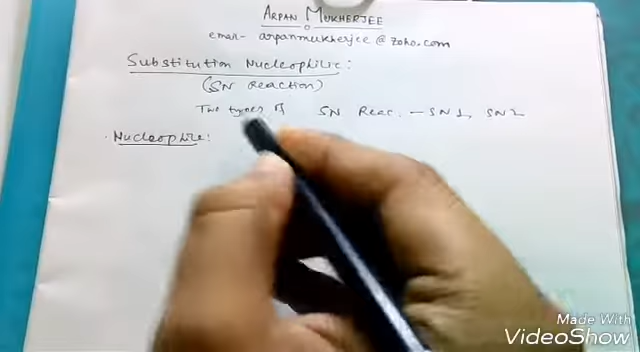 ARPAN MUKHERJEE
email- arpanmukherjee@zoho.com
Substitution Nucleophilic:
(SN Reaction)
Two types of SN Reac. - SN1, SN2
Nucleophile:
Made With
VideoShow